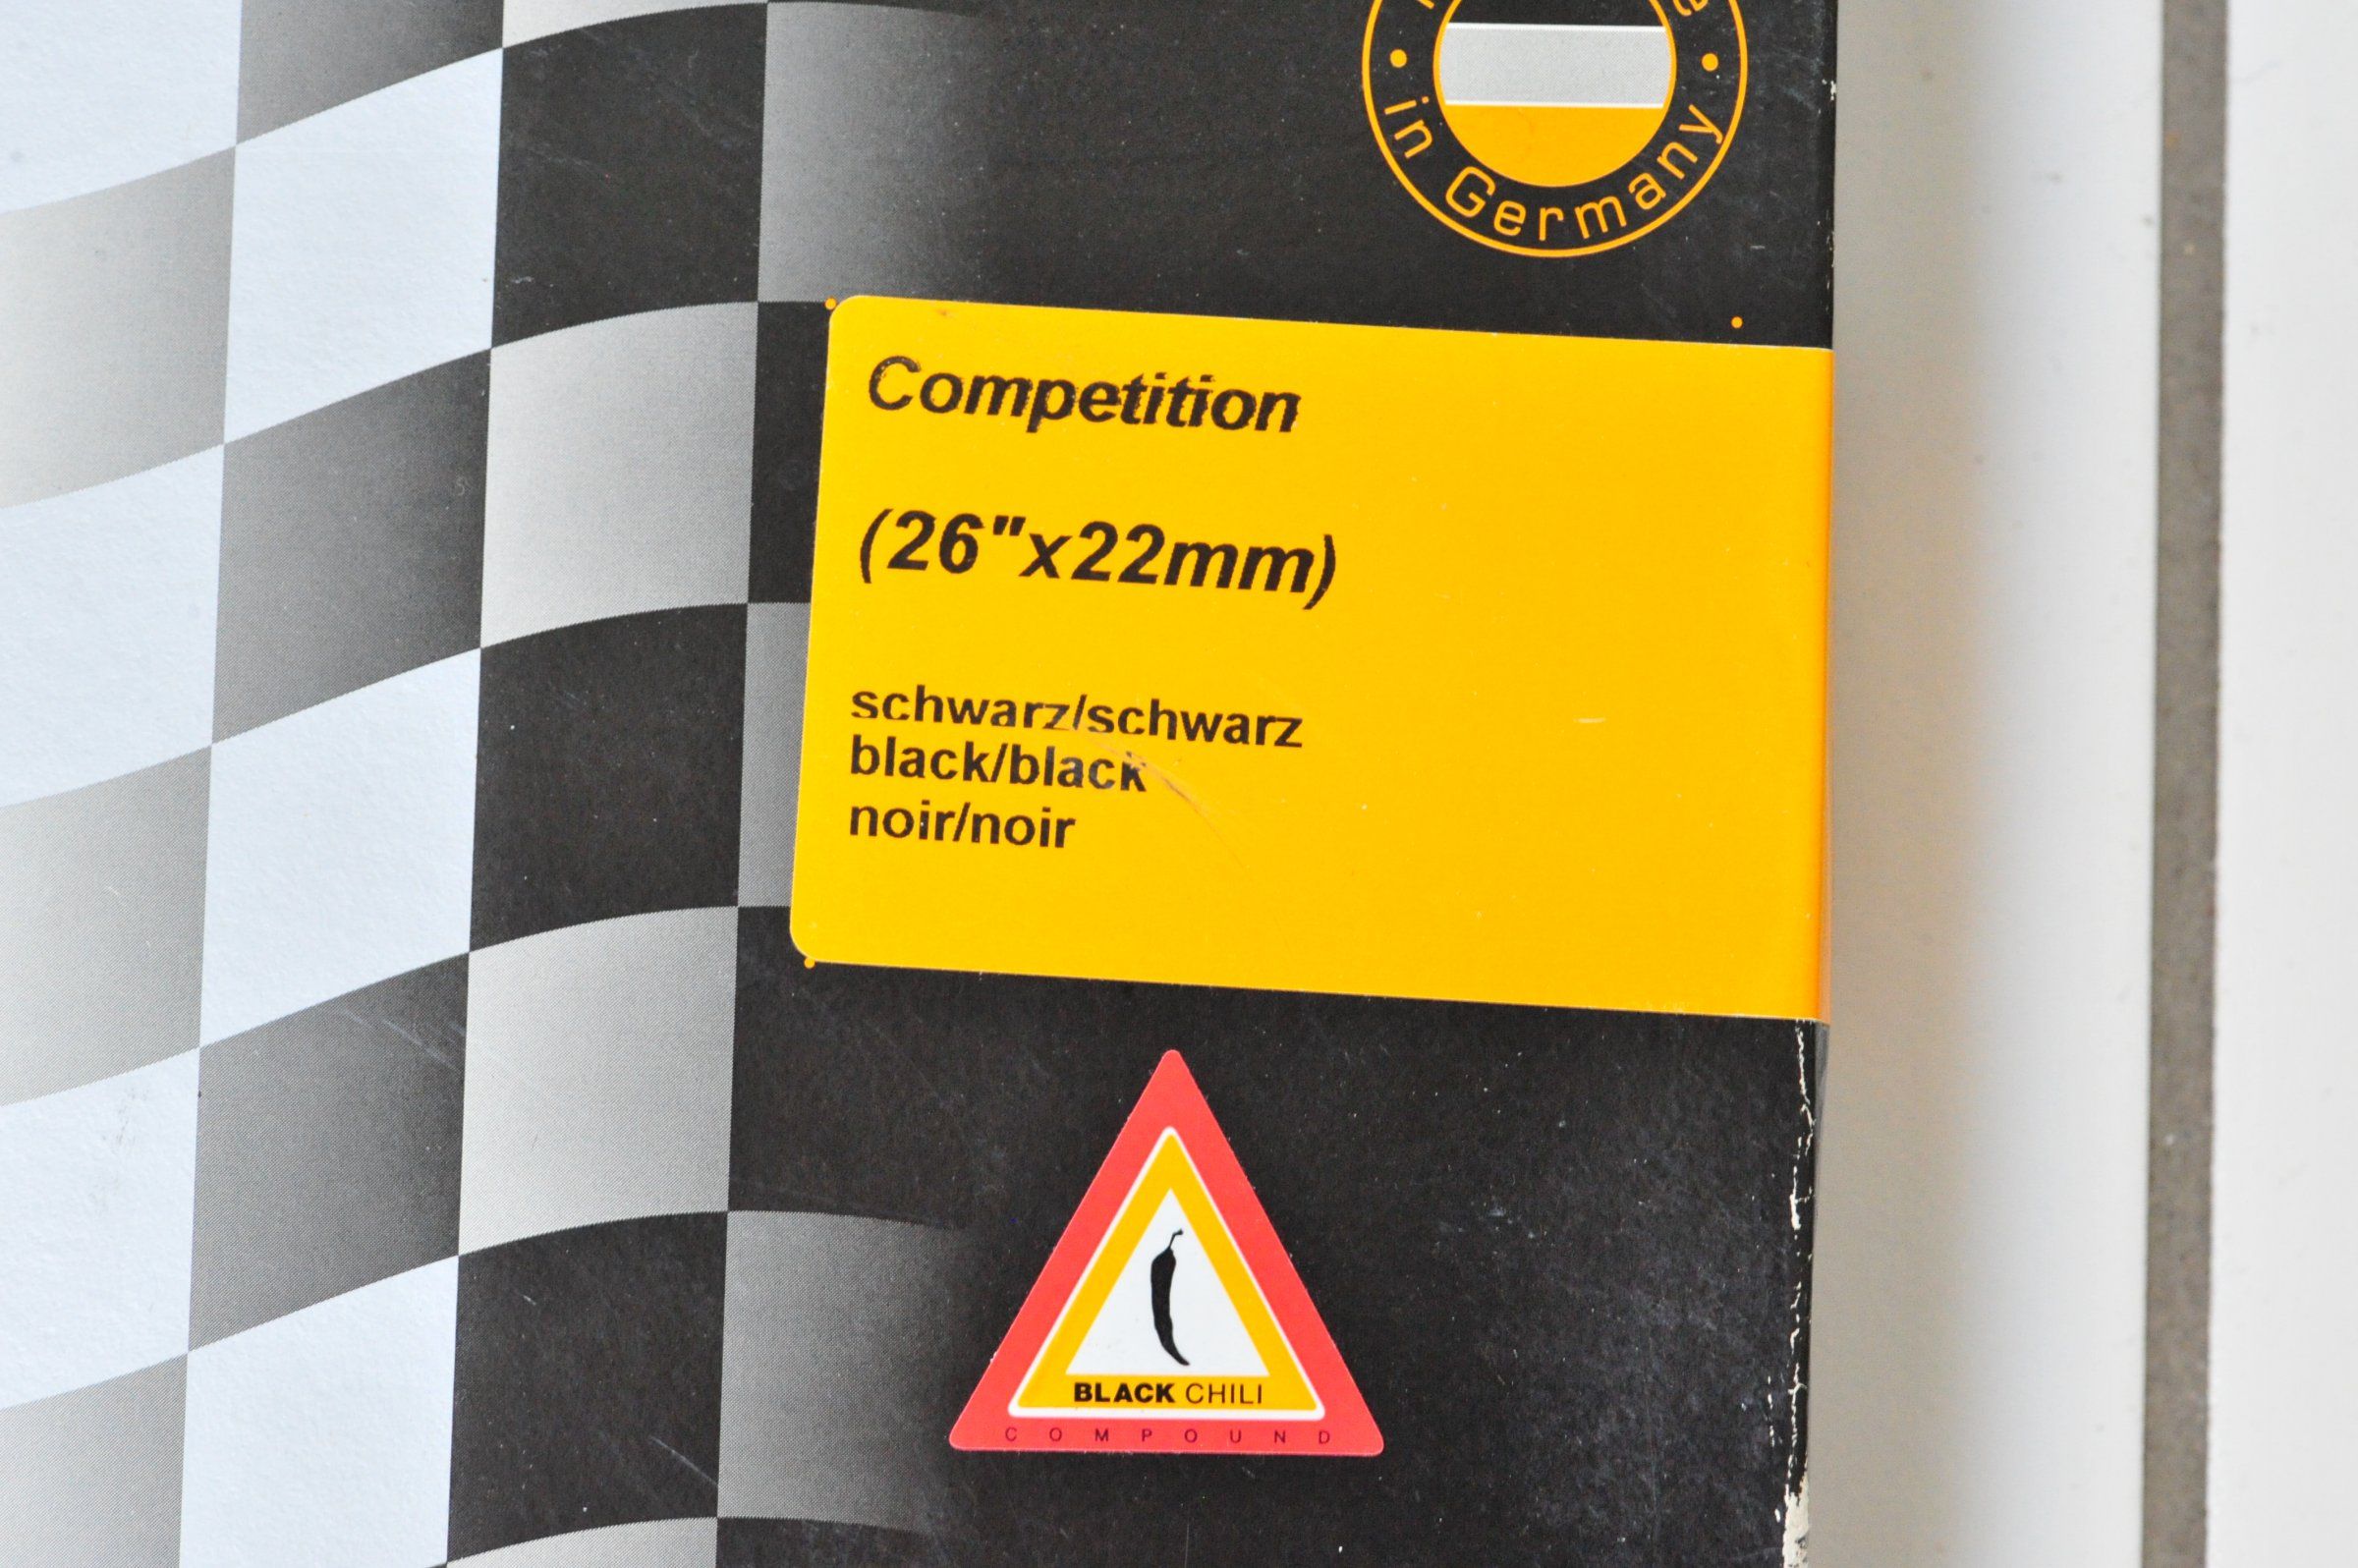 in Germany
Competition
(26"x22mm)
schwarz/schwarz
black/black
noir/noir
BLACK CHILI
COMPOUND